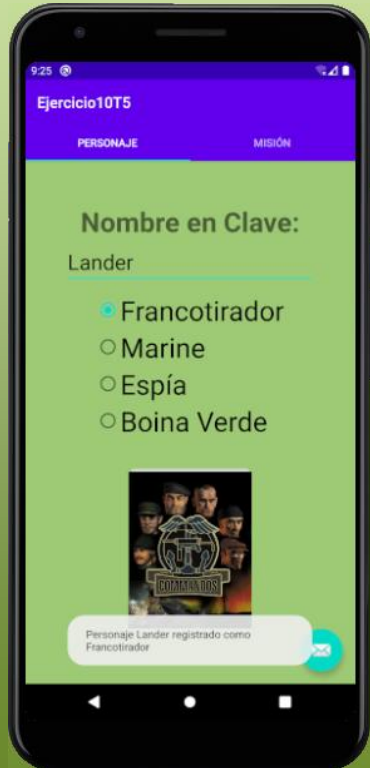 9:25
Ejercicio10T5
PERSONAJE
MISIÓN
Nombre en Clave:
Lander
Francotirador
Marine
Espía
Boina Verde
COMMANDOS
Personaje Lander registrado como
Francotirador